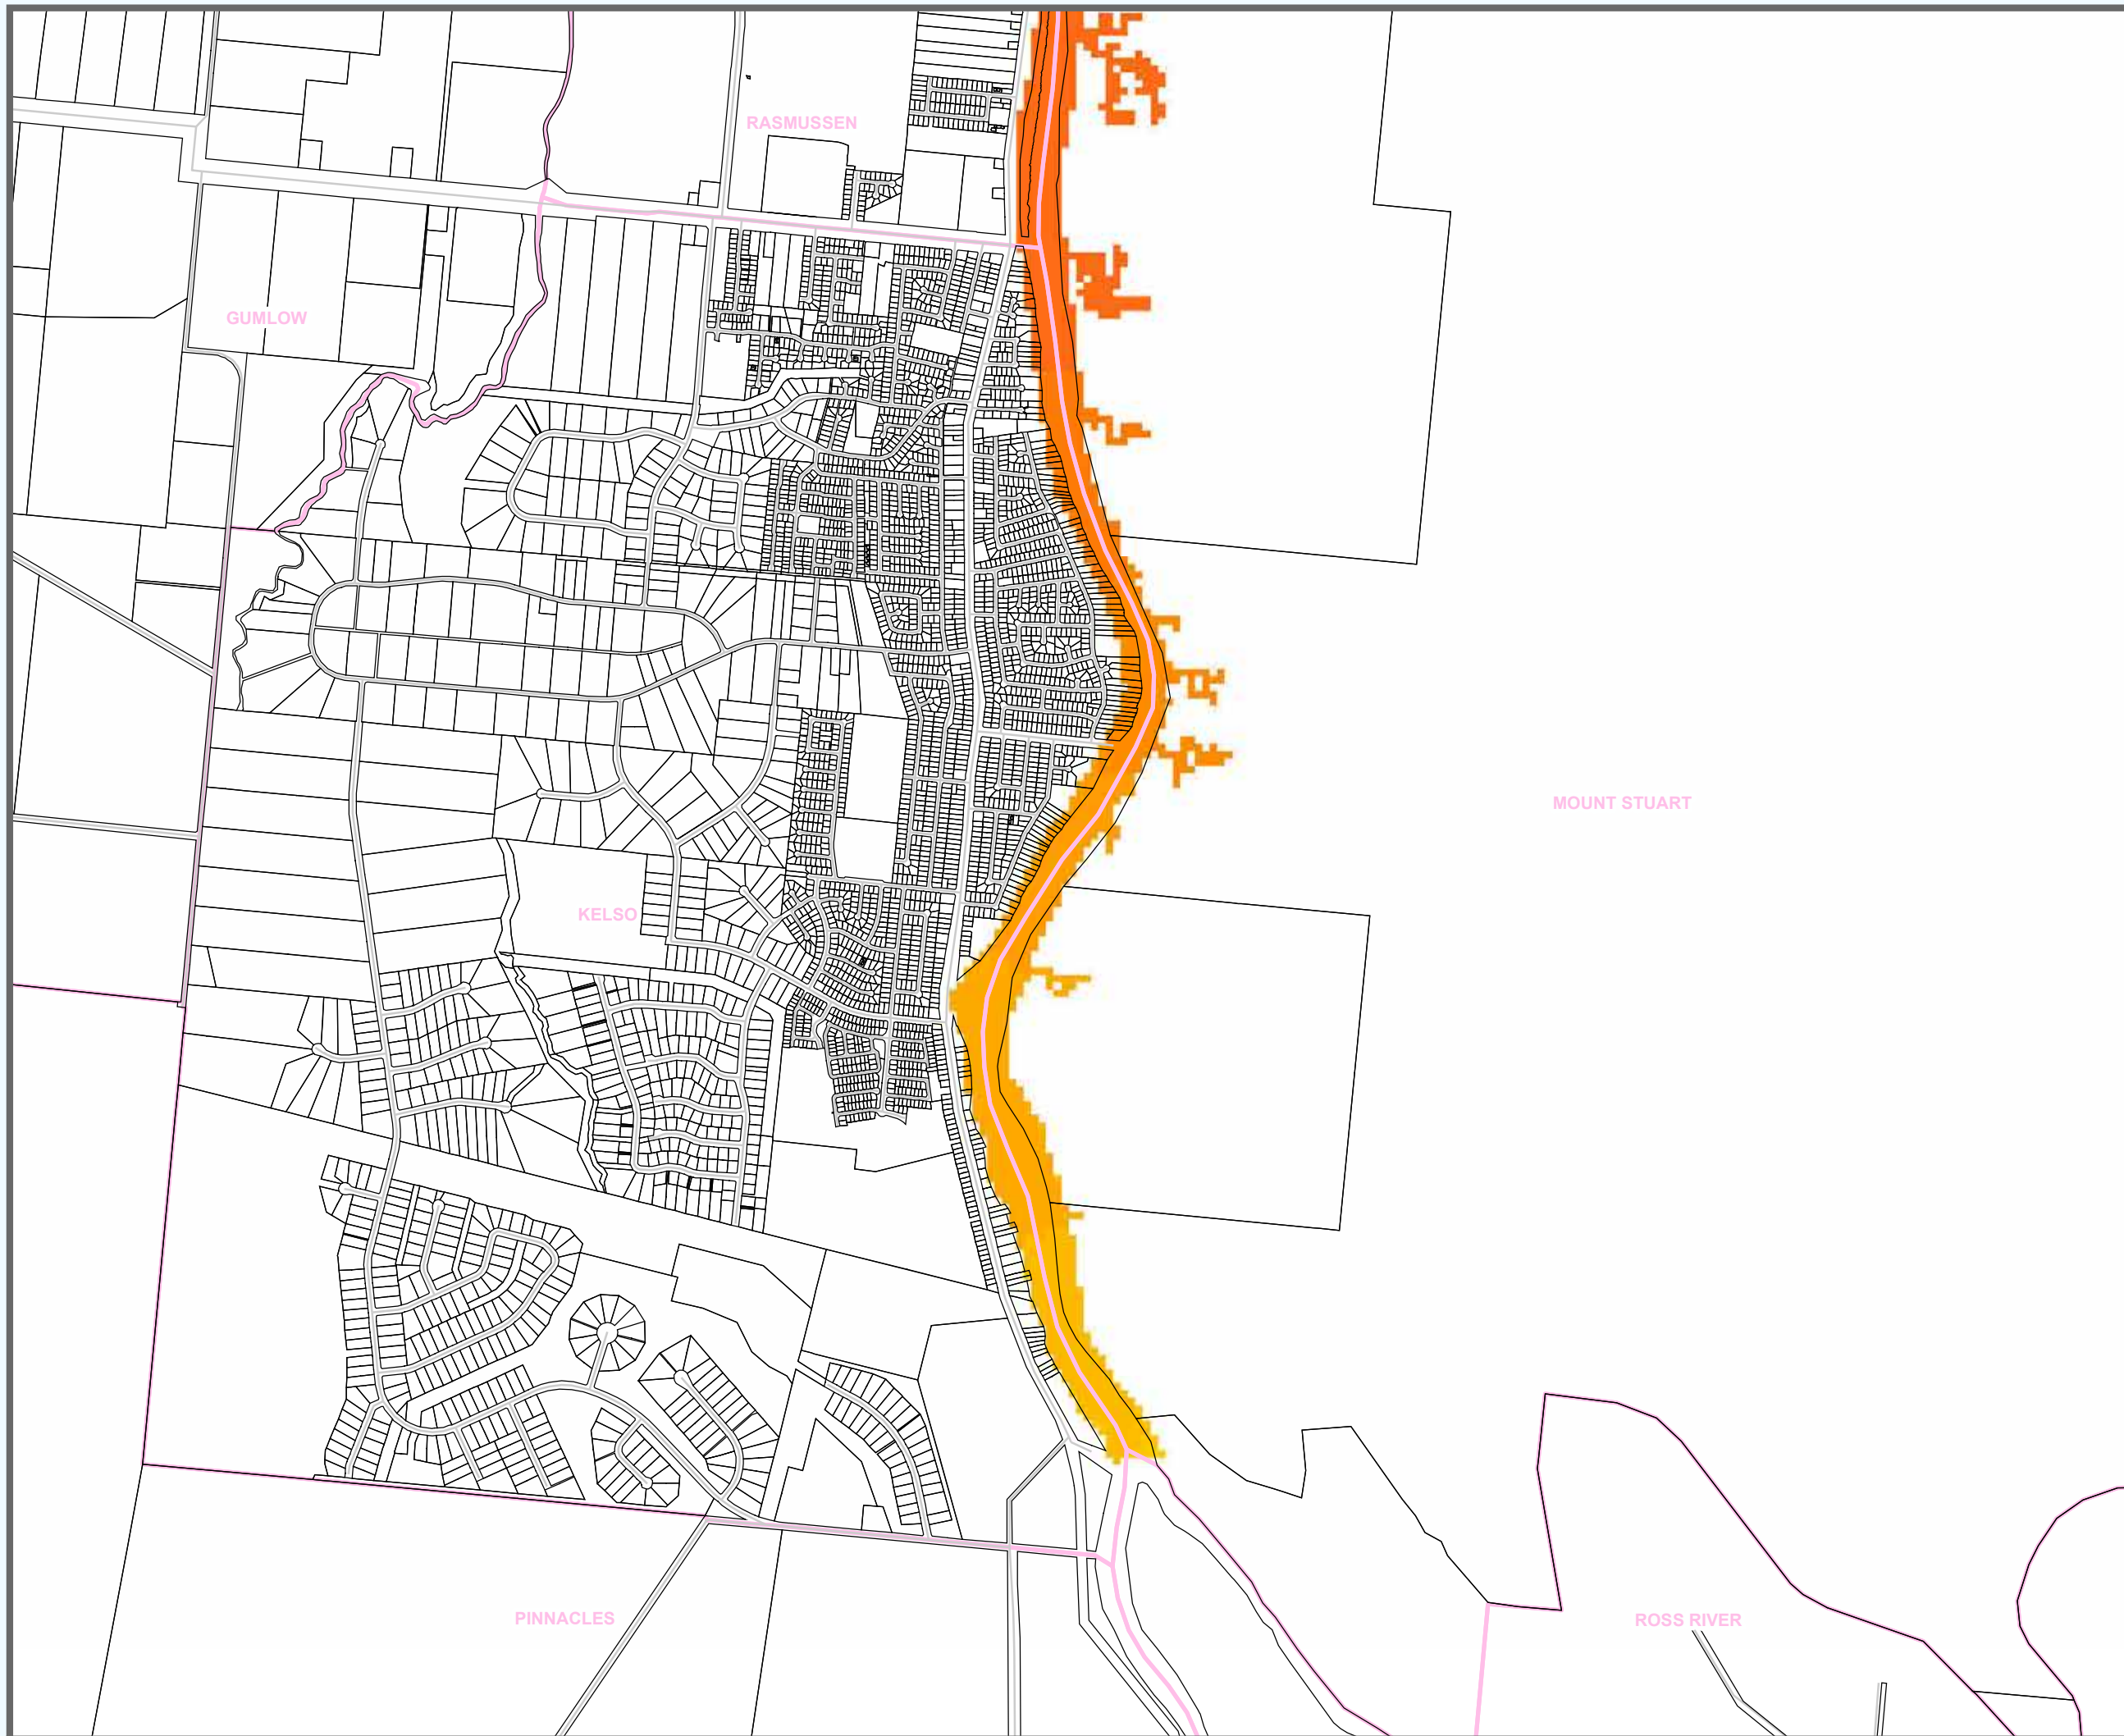 RASMUSSEN
GUMLOW
MOUNT STUART
KELSO
PINNACLES
ROSS RIVER